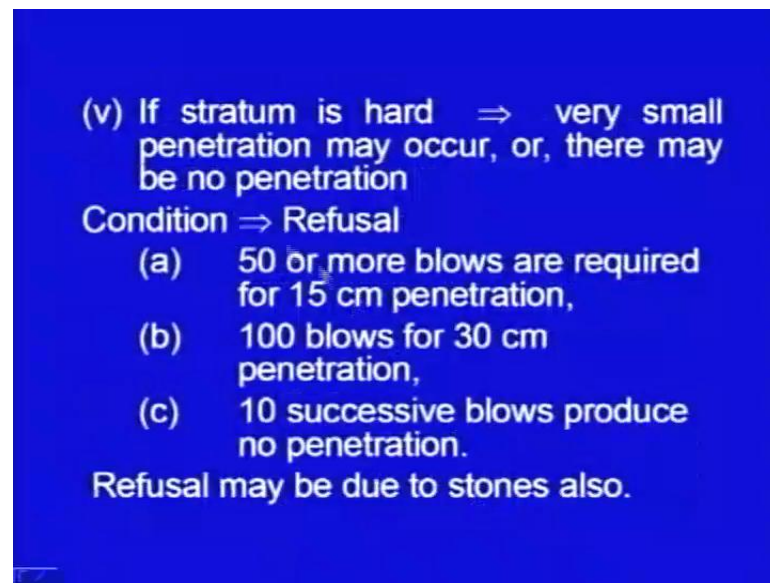 (v) If stratum is hard ⇒ very small
penetration may occur, or, there may
be no penetration
Condition ⇒ Refusal
(a) 50 or more blows are required
for 15 cm penetration,
(b) 100 blows for 30 cm
penetration,
(c) 10 successive blows produce
no penetration.
Refusal may be due to stones also.